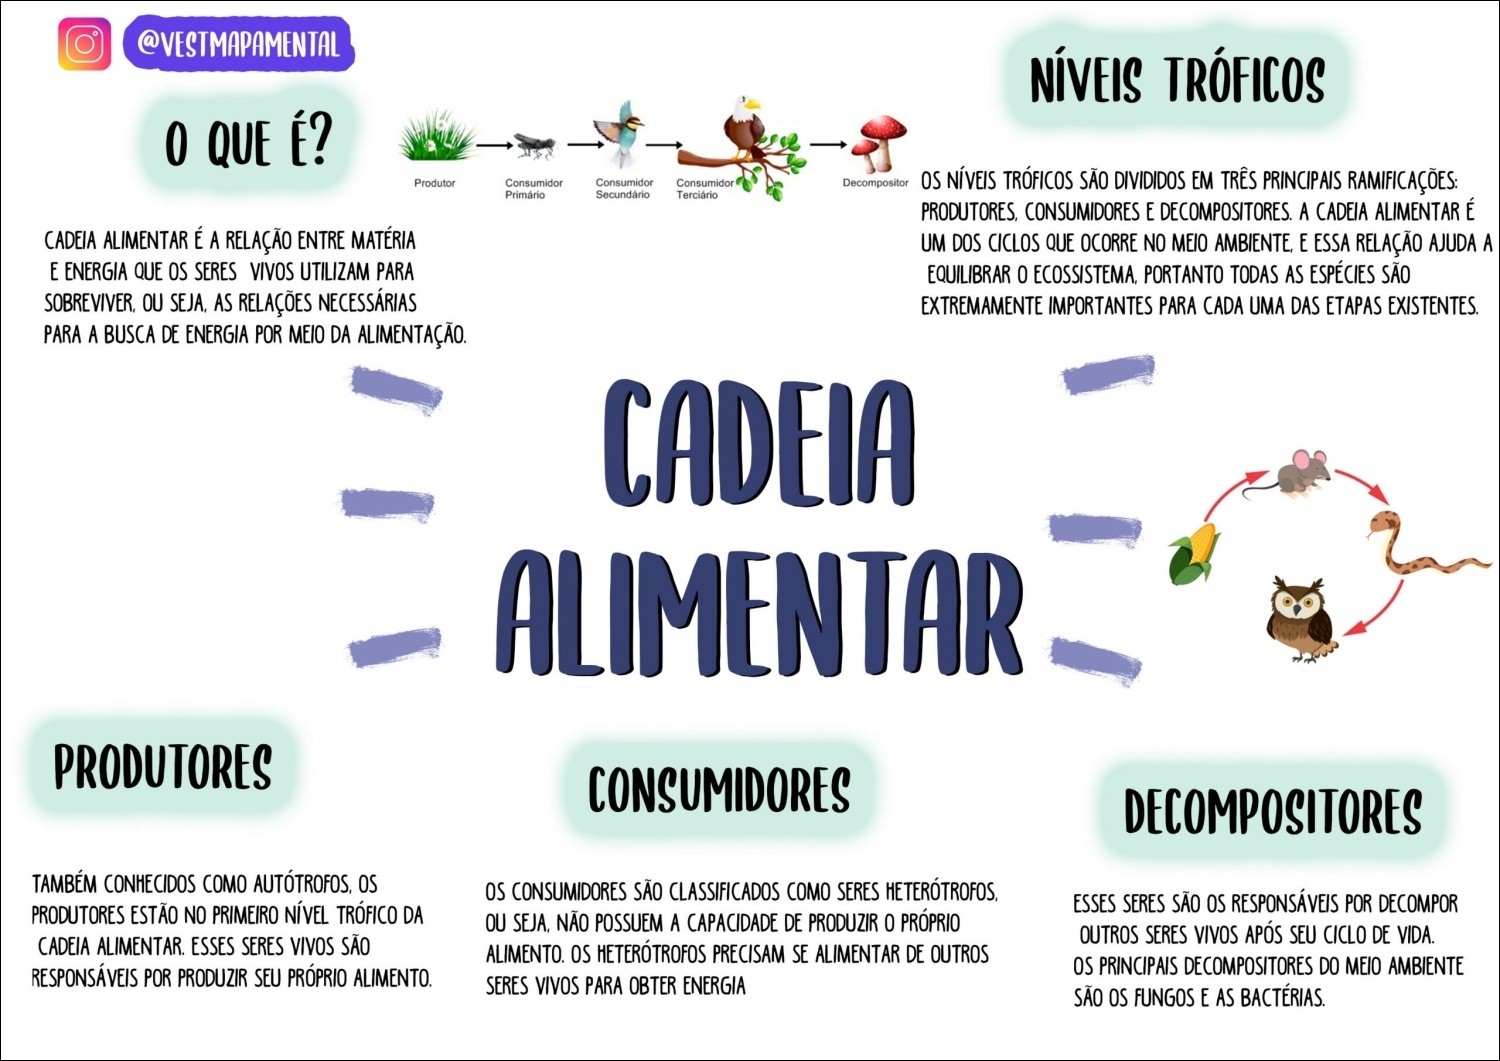 @VESTMAPAMENTAL
O QUE É?
CADEIA ALIMENTAR É A RELAÇÃO ENTRE MATÉRIA
E ENERGIA QUE OS SERES VIVOS UTILIZAM PARA
SOBREVIVER, OU SEJA, AS RELAÇÕES NECESSÁRIAS
PARA A BUSCA DE ENERGIA POR MEIO DA ALIMENTAÇÃO.
Produtor
Consumidor
Primário
Consumidor
Secundário
Consumidor
Terciário
Decompositor
NÍVEIS TRÓFICOS
OS NÍVEIS TRÓFICOS SÃO DIVIDIDOS EM TRÊS PRINCIPAIS RAMIFICAÇÕES:
PRODUTORES, CONSUMIDORES E DECOMPOSITORES. A CADEIA ALIMENTAR É
UM DOS CICLOS QUE OCORRE NO MEIO AMBIENTE, E ESSA RELAÇÃO AJUDA A
EQUILIBRAR O ECOSSISTEMA, PORTANTO TODAS AS ESPÉCIES SÃO
EXTREMAMENTE IMPORTANTES PARA CADA UMA DAS ETAPAS EXISTENTES.
CADEIA
ALIMENTAR
PRODUTORES
TAMBÉM CONHECIDOS COMO AUTÓTROFOS, OS
PRODUTORES ESTÃO NO PRIMEIRO NÍVEL TRÓFICO DA
CADEIA ALIMENTAR. ESSES SERES VIVOS SÃO
RESPONSÁVEIS POR PRODUZIR SEU PRÓPRIO ALIMENTO.
CONSUMIDORES
OS CONSUMIDORES SÃO CLASSIFICADOS COMO SERES HETERÓTROFOS,
OU SEJA, NÃO POSSUEM A CAPACIDADE DE PRODUZIR O PRÓPRIO
ALIMENTO. OS HETERÓTROFOS PRECISAM SE ALIMENTAR DE OUTROS
SERES VIVOS PARA OBTER ENERGIA
DECOMPOSITORES
ESSES SERES SÃO OS RESPONSÁVEIS POR DECOMPOR
OUTROS SERES VIVOS APÓS SEU CICLO DE VIDA.
OS PRINCIPAIS DECOMPOSITORES DO MEIO AMBIENTE
SÃO OS FUNGOS E AS BACTÉRIAS.